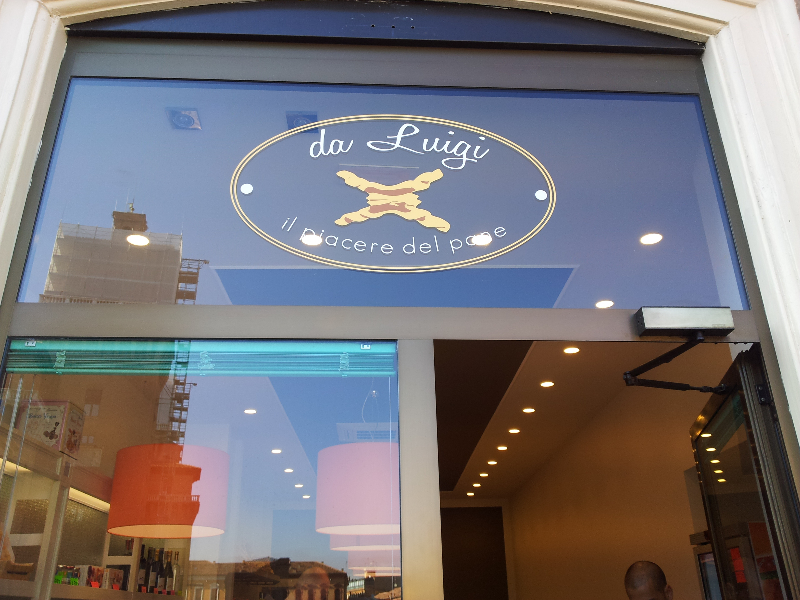 da Luigi
il piacere del pane